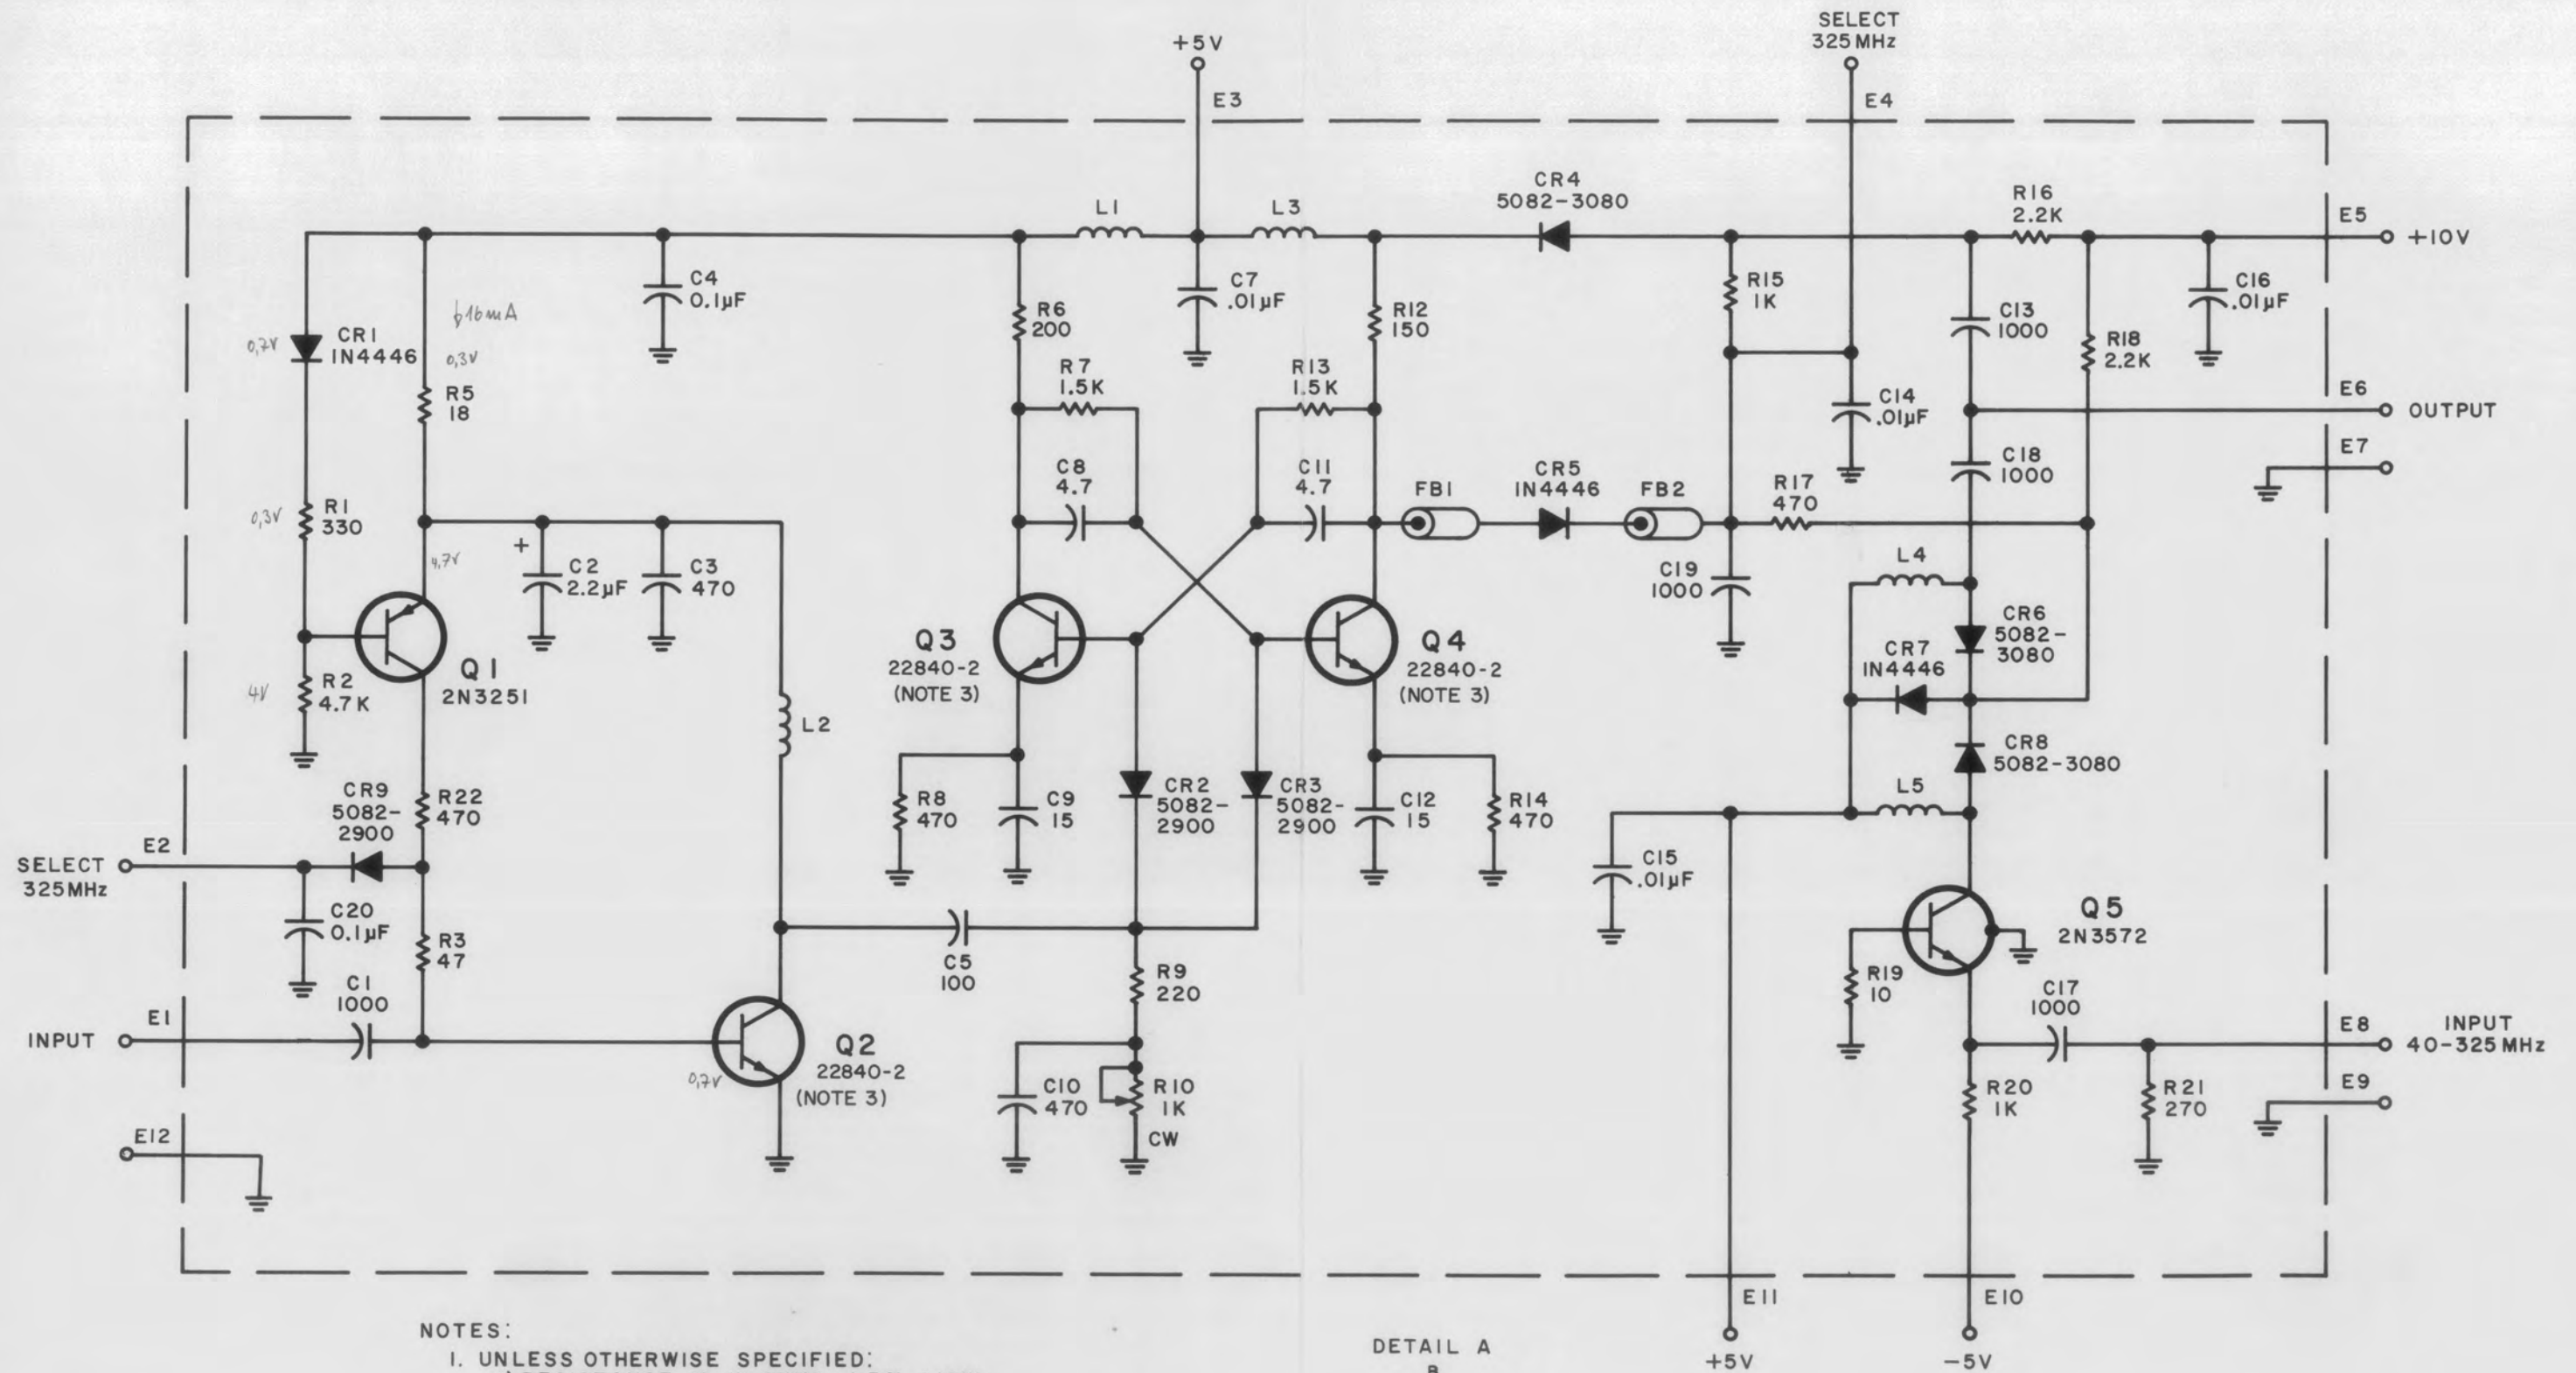 SELECT
325MHz
+5V
E3
E4
CR4
5082-3080
R16
2.2K
E5
+10V
L1
L3
C4
0.1µF
C7
.01µF
R6
200
R12
150
R15
1K
C13
1000
C16
.01µF
R18
2.2K
↓16mA
0,7V
CR1
1N4446
0,3V
R5
18
R7
1.5K
R13
1.5K
C14
.01µF
E6
OUTPUT
E7
C8
4.7
C11
4.7
FB1
CR5
1N4446
FB2
R17
470
C18
1000
0,3V
R1
330
4,7V
+
C2
2.2µF
C3
470
C19
1000
L4
CR6
5082-
3080
CR7
1N4446
Q1
2N3251
4V
R2
4.7K
L2
Q3
22840-2
(NOTE 3)
Q4
22840-2
(NOTE 3)
CR8
5082-3080
L5
CR9
5082-
2900
R22
470
R8
470
C9
15
CR2
5082-
2900
CR3
5082-
2900
C12
15
R14
470
SELECT
325MHz
E2
C20
0.1µF
R3
47
C15
.01µF
Q5
2N3572
C5
100
R9
220
R19
10
C17
1000
INPUT
E1
C1
1000
0,7V
Q2
22840-2
(NOTE 3)
C10
470
R10
1K
CW
R20
1K
R21
270
E8
INPUT
40-325MHz
E9
E12
E11
+5V
E10
-5V
NOTES:
1. UNLESS OTHERWISE SPECIFIED:
DETAIL A